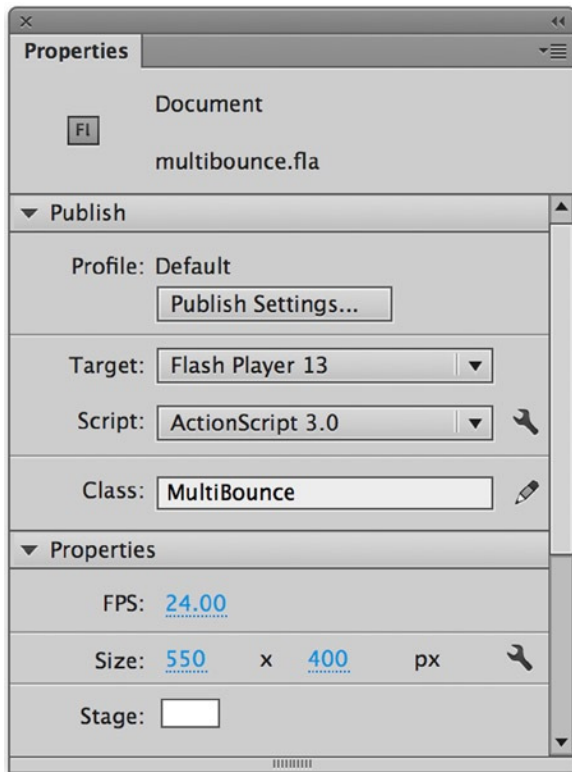 Properties
Fl
Document
multibounce.fla
Publish
Profile: Default
Publish Settings...
Target: Flash Player 13
Script: ActionScript 3.0
Class: MultiBounce
Properties
FPS: 24.00
Size: 550 x 400 px
Stage: